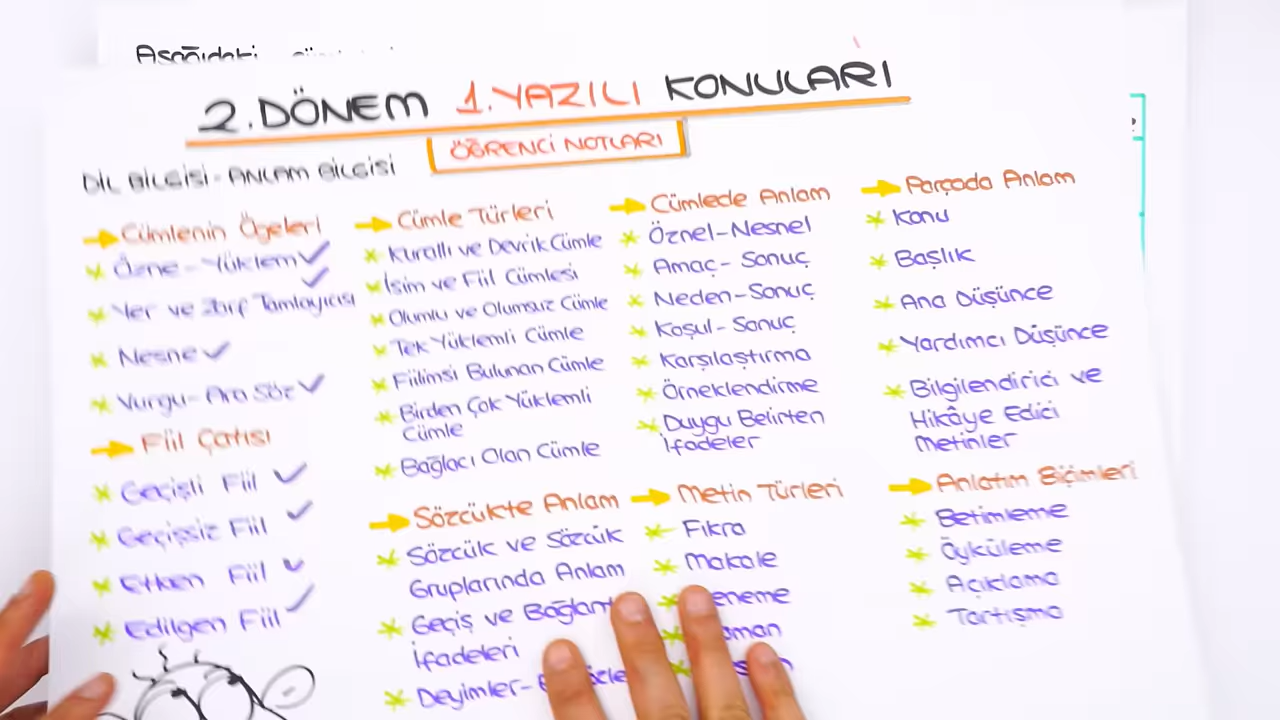 Aşağıdaki
2. DÖNEM 1. YAZILI KONULARI
ÖĞRENCİ NOTLARI
DİL BİLGİSİ - ANLAM BİLGİSİ
Cümlenin Ögeleri
Özne - Yüklem
Yer ve Zarf Tamlayıcısı
Nesne
Vurgu - Ara Söz
Fiil Çatısı
Geçişli Fiil
Geçişsiz Fiil
Etken Fiil
Edilgen Fiil
Cümle Türleri
Kurallı ve Devrik Cümle
İsim ve Fiil Cümlesi
Olumlu ve Olumsuz Cümle
Tek Yüklemli Cümle
Fiilimsi Bulunan Cümle
Birden Çok Yüklemli
Cümle
Bağlacı Olan Cümle
Sözcükte Anlam
Sözcük ve Sözcük
Gruplarında Anlam
Geçiş ve Bağlant
İfadeleri
Deyimler-
Cümlede Anlam
Öznel-Nesnel
Amaç - Sonuç
Neden-Sonuç
Koşul - Sonuç
Karşılaştırma
Örneklendirme
Duygu Belirten
İfadeler
Metin Türleri
Fıkra
Makale
eneme
oman
Parçada Anlam
Konu
Başlık
Ana Düşünce
Yardımcı Düşünce
Bilgilendirici ve
Hikâye Edici
Metinler
Anlatım Biçimleri
Betimleme
Öyküleme
Açıklama
Tartışma